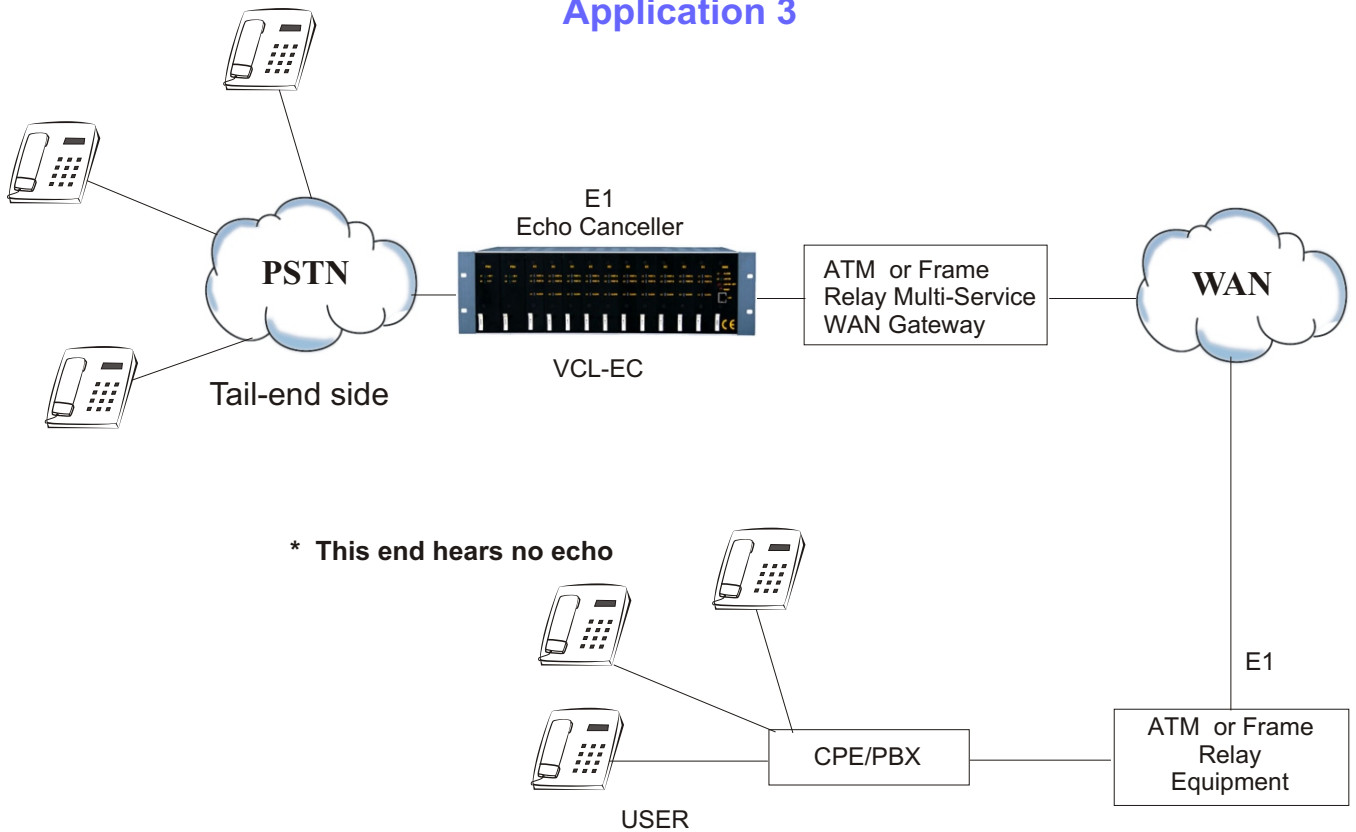 Application 3
E1
Echo Canceller
PSTN
ATM or Frame
Relay Multi-Service
WAN Gateway
WAN
VCL-EC
Tail-end side
* This end hears no echo
E1
CPE/PBX
ATM or Frame
Relay
Equipment
USER